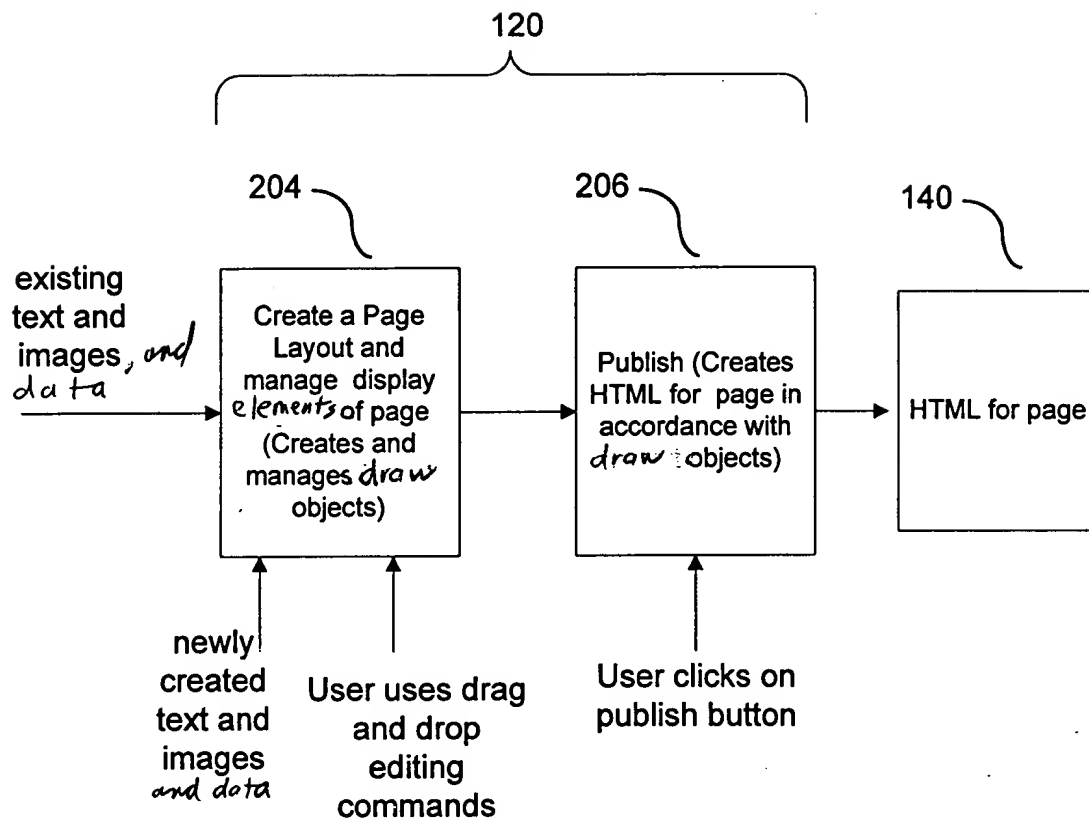 120
204
206
140
existing
text and
images, and
data
Create a Page
Layout and
manage display
elements of page
(Creates and
manages draw
objects)
Publish (Creates
HTML for page in
accordance with
draw objects)
HTML for page
newly
created
text and
images
and data
User uses drag
and drop
editing
commands
User clicks on
publish button